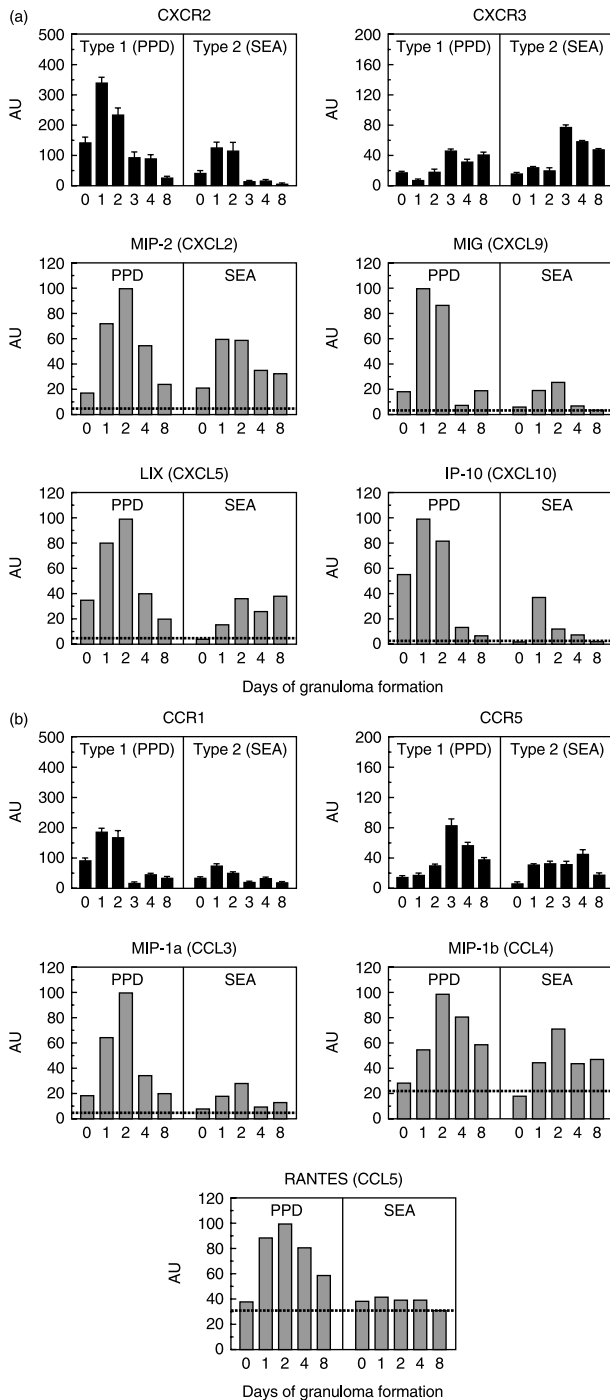 (a)
CXCR2
CXCR3
Type 1 (PPD) Type 2 (SEA)
Type 1 (PPD) Type 2 (SEA)
500
400
300
200
100
0
AU
0 1 2 3 4 8 0 1 2 3 4 8
200
160
120
80
40
0
AU
0 1 2 3 4 8 0 1 2 3 4 8
MIP-2 (CXCL2)
MIG (CXCL9)
PPD SEA
PPD SEA
120
100
80
60
40
20
0
AU
0 1 2 4 8 0 1 2 4 8
120
100
80
60
40
20
0
AU
0 1 2 4 8 0 1 2 4 8
LIX (CXCL5)
IP-10 (CXCL10)
PPD SEA
PPD SEA
120
100
80
60
40
20
0
AU
0 1 2 4 8 0 1 2 4 8
120
100
80
60
40
20
0
AU
0 1 2 4 8 0 1 2 4 8
Days of granuloma formation
(b)
CCR1
CCR5
Type 1 (PPD) Type 2 (SEA)
Type 1 (PPD) Type 2 (SEA)
500
400
300
200
100
0
AU
0 1 2 3 4 8 0 1 2 3 4 8
200
160
120
80
40
0
AU
0 1 2 3 4 8 0 1 2 3 4 8
MIP-1a (CCL3)
MIP-1b (CCL4)
PPD SEA
PPD SEA
120
100
80
60
40
20
0
AU
0 1 2 4 8 0 1 2 4 8
120
100
80
60
40
20
0
AU
0 1 2 4 8 0 1 2 4 8
RANTES (CCL5)
PPD SEA
120
100
80
60
40
20
0
AU
0 1 2 4 8 0 1 2 4 8
Days of granuloma formation